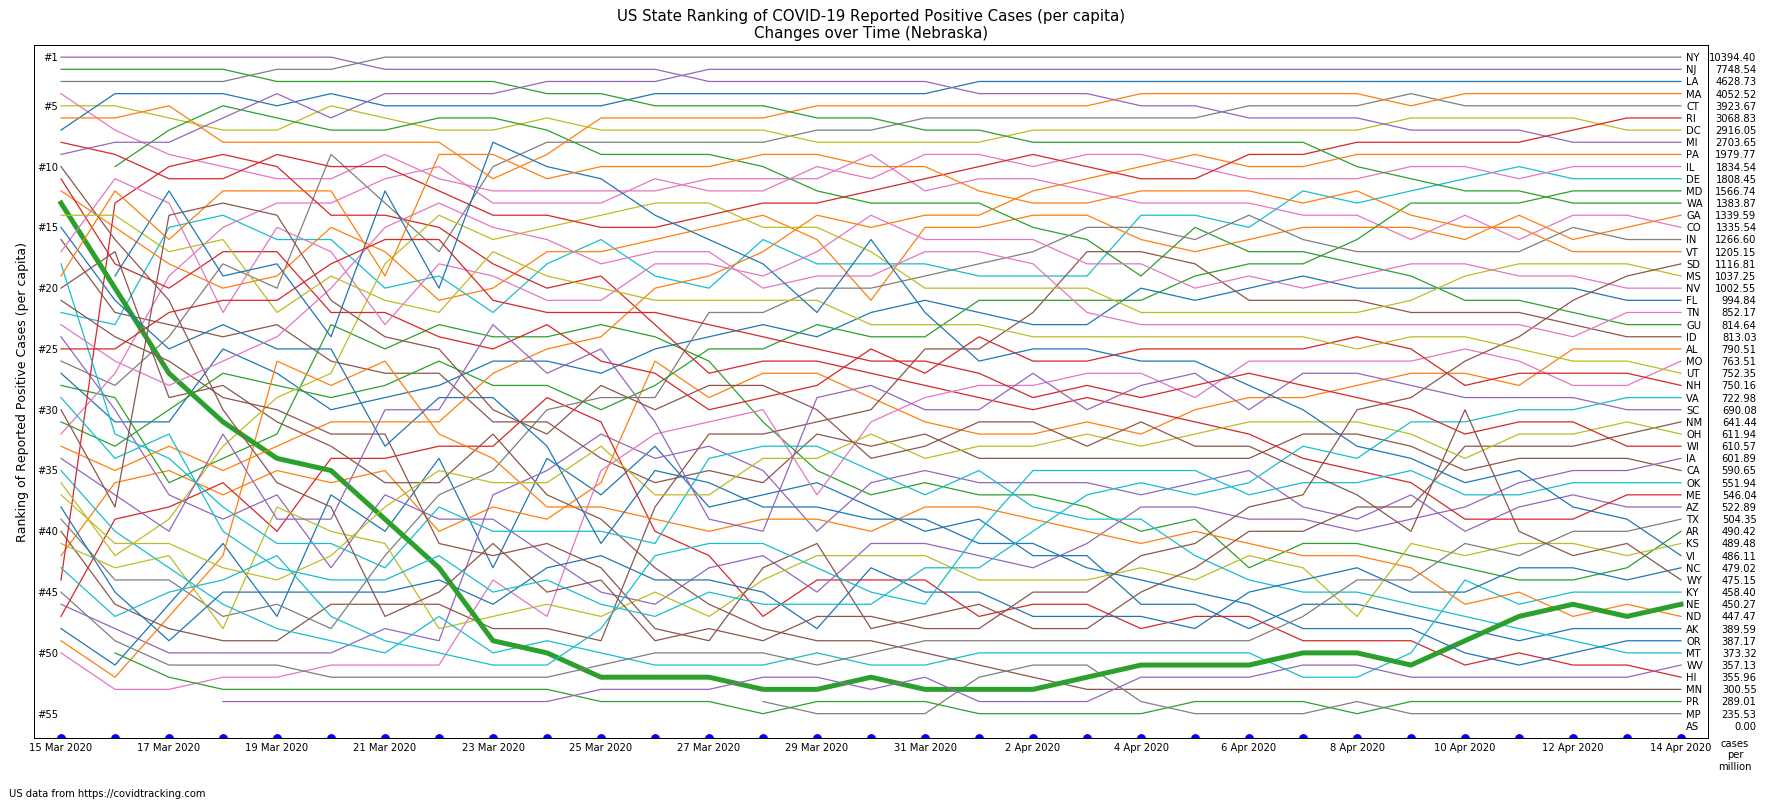 US State Ranking of COVID-19 Reported Positive Cases (per capita)
Changes over Time (Nebraska)
Ranking of Reported Positive Cases (per capita)
#1
#5
#10
#15
#20
#25
#30
#35
#40
#45
#50
#55
NY 10394.40
NJ 7748.54
LA 4628.73
MA 4052.52
CT 3923.67
RI 3068.83
DC 2916.05
MI 2703.65
PA 1979.77
IL 1834.54
DE 1808.45
MD 1566.74
WA 1383.87
GA 1339.59
CO 1335.54
IN 1266.60
VT 1205.15
SD 1116.81
MS 1037.25
NV 1002.55
FL 994.84
TN 852.17
GU 814.64
ID 813.03
AL 790.51
MO 763.51
UT 752.35
NH 750.16
VA 722.98
SC 690.08
NM 641.44
OH 611.94
WI 610.57
IA 601.89
CA 590.65
OK 551.94
ME 546.04
AZ 522.89
TX 504.35
AR 490.42
KS 489.48
VI 486.11
NC 479.02
WY 475.15
KY 458.40
NE 450.27
ND 447.47
AK 389.59
OR 387.17
MT 373.32
WV 357.13
HI 355.96
MN 300.55
PR 289.01
MP 235.53
AS 0.00
15 Mar 2020 17 Mar 2020 19 Mar 2020 21 Mar 2020 23 Mar 2020 25 Mar 2020 27 Mar 2020 29 Mar 2020 31 Mar 2020 2 Apr 2020 4 Apr 2020 6 Apr 2020 8 Apr 2020 10 Apr 2020 12 Apr 2020 14 Apr 2020
cases
per
million
US data from https://covidtracking.com